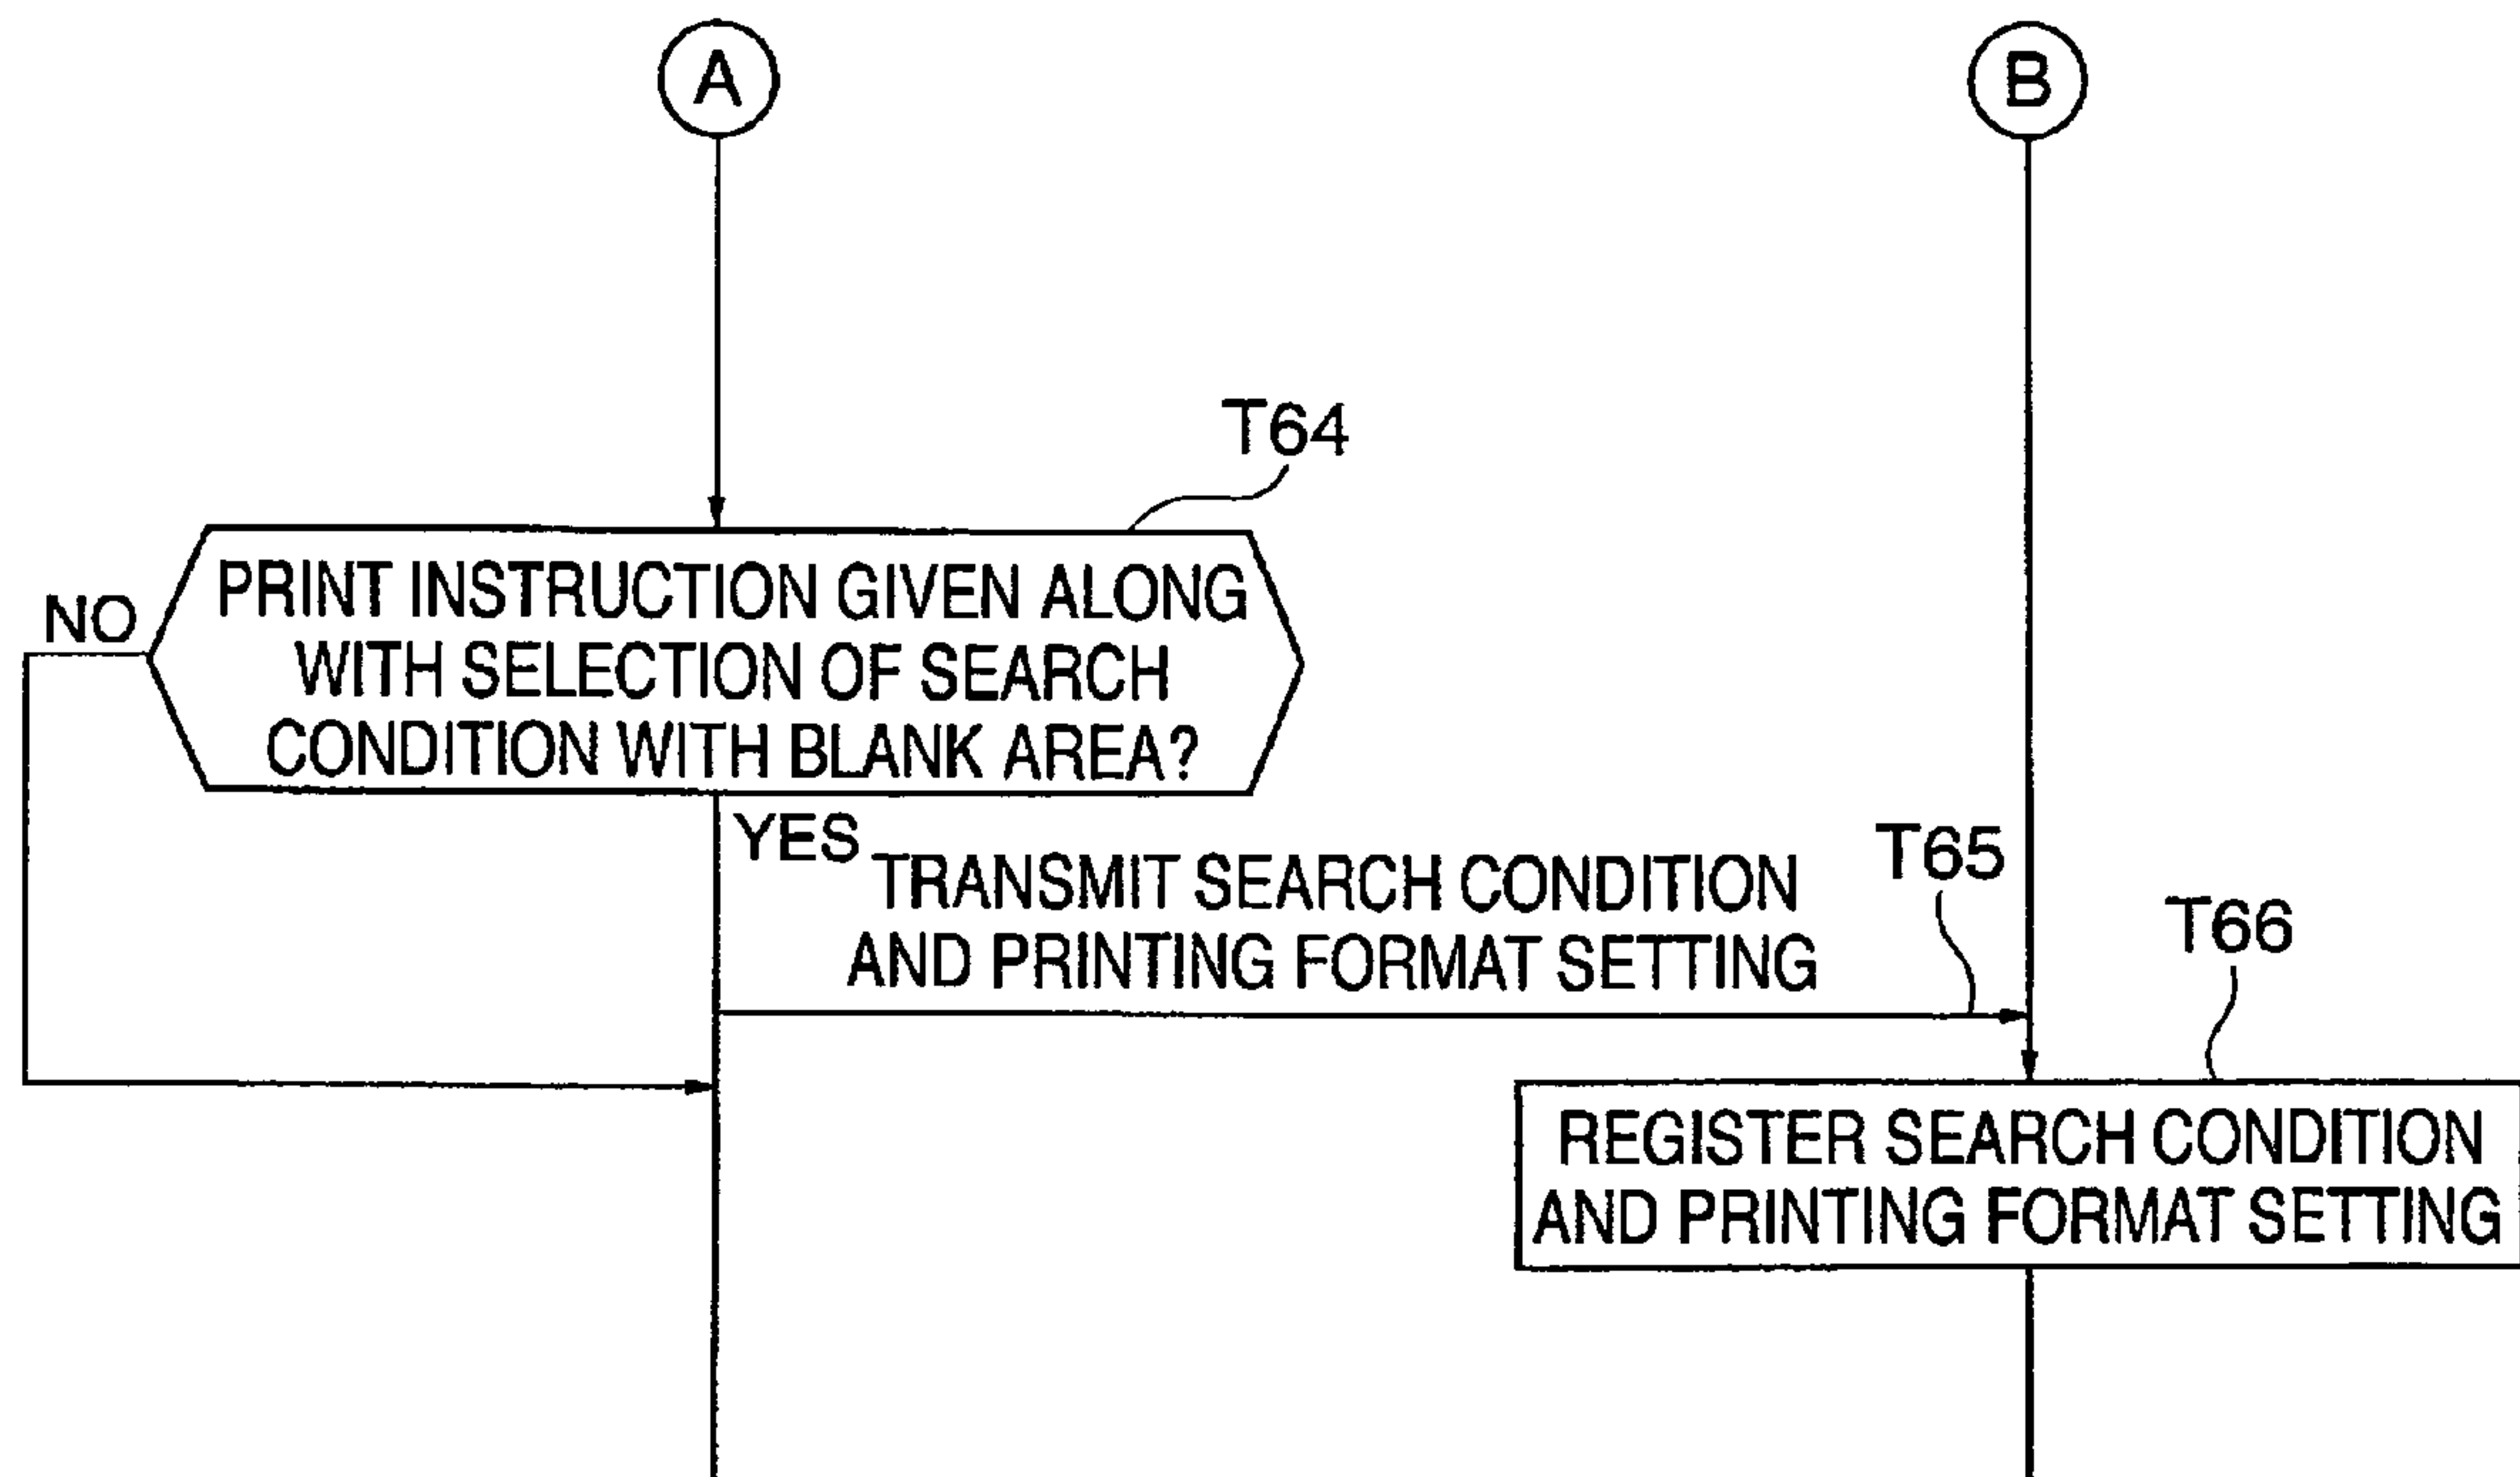 A
B
T64
PRINT INSTRUCTION GIVEN ALONG
WITH SELECTION OF SEARCH
CONDITION WITH BLANK AREA?
NO
YES
TRANSMIT SEARCH CONDITION
AND PRINTING FORMAT SETTING
T65
T66
REGISTER SEARCH CONDITION
AND PRINTING FORMAT SETTING